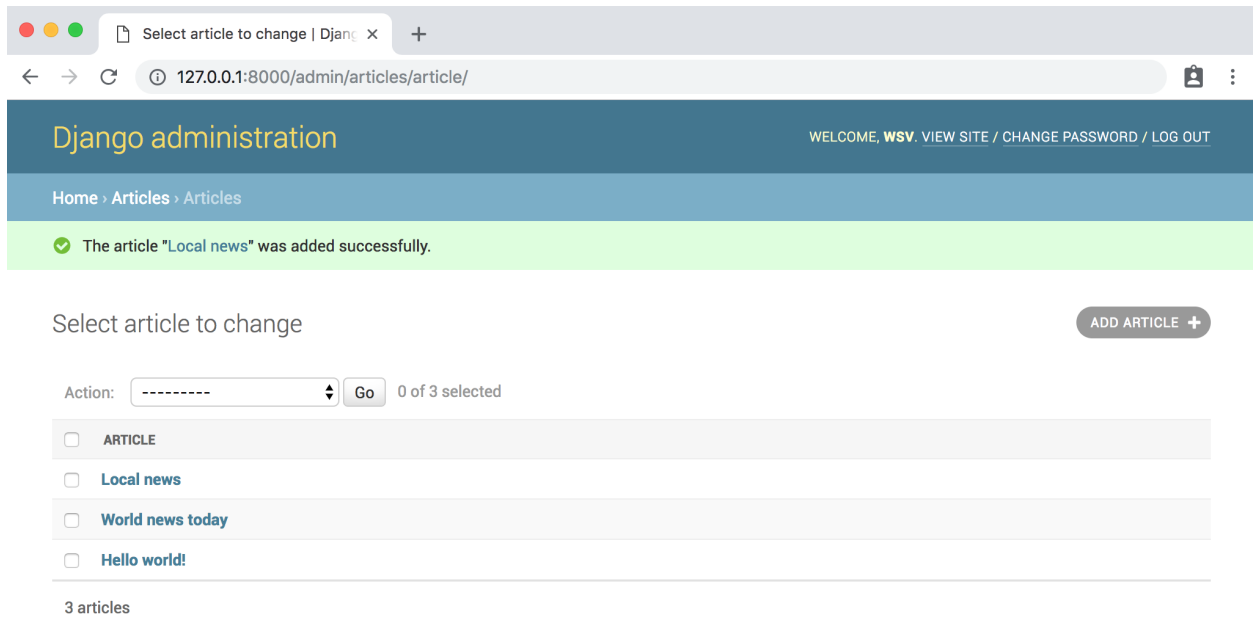 Select article to change | Djang
127.0.0.1:8000/admin/articles/article/
Django administration
WELCOME, WSV. VIEW SITE / CHANGE PASSWORD / LOG OUT
Home › Articles › Articles
The article "Local news" was added successfully.
Select article to change
ADD ARTICLE +
Action: --------- Go 0 of 3 selected
ARTICLE
Local news
World news today
Hello world!
3 articles